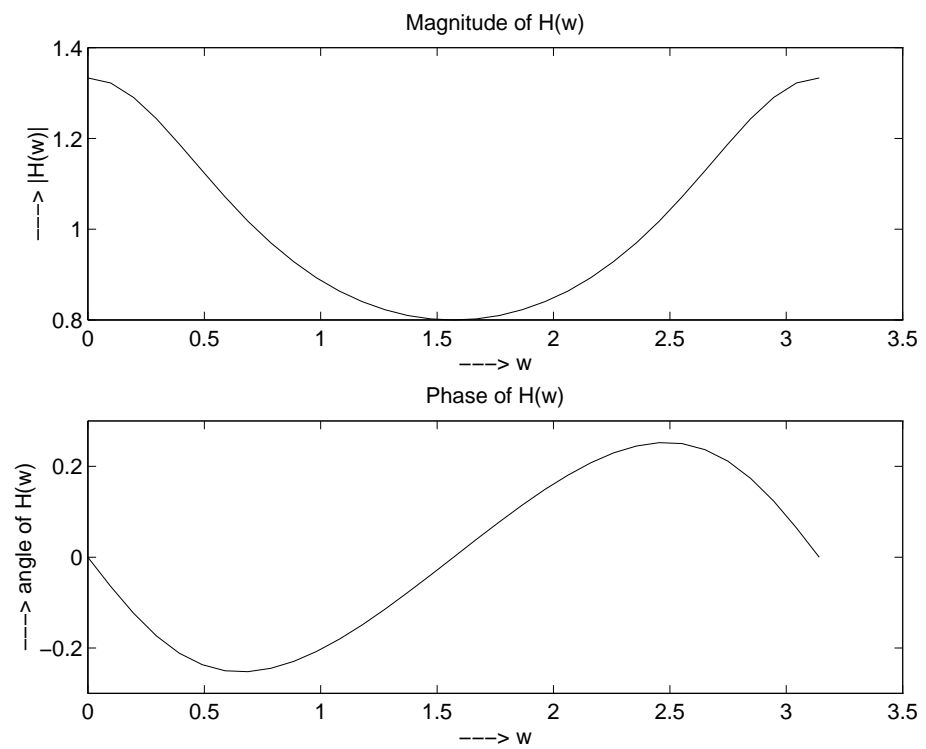 Magnitude of H(w)
1.4
1.2
1
0.8
−−−> |H(w)|
0 0.5 1 1.5 2 2.5 3 3.5
−−−> w
Phase of H(w)
0.2
0
−0.2
−−−> angle of H(w)
0 0.5 1 1.5 2 2.5 3 3.5
−−−> w